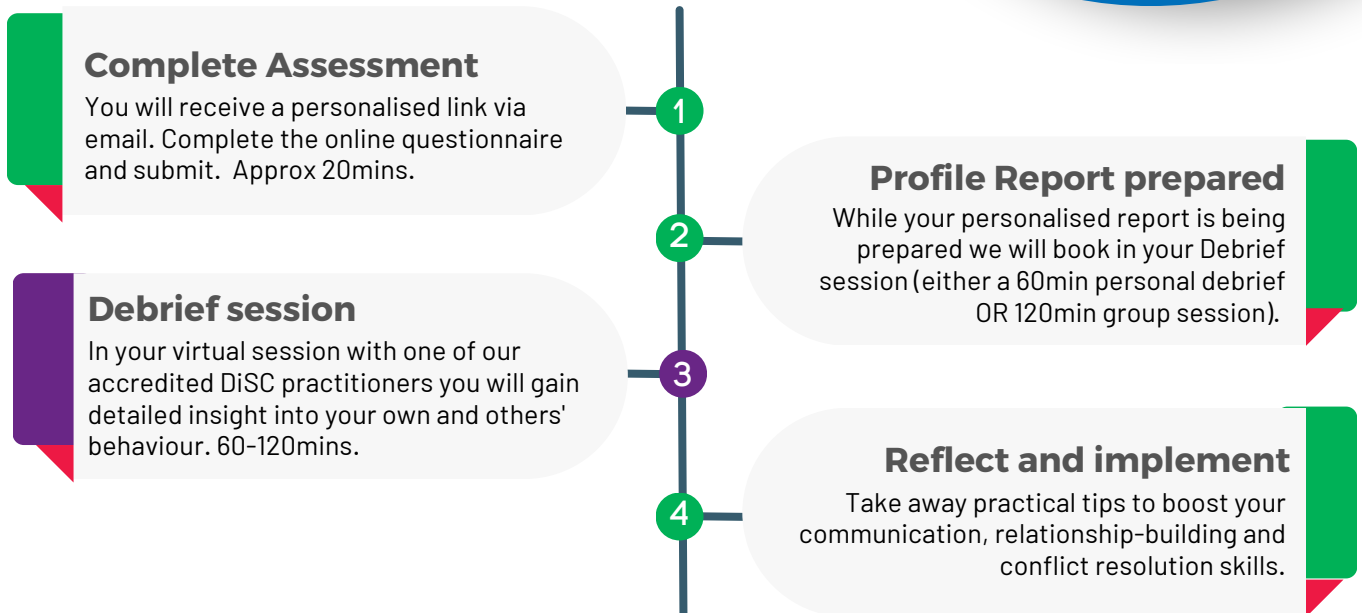 Complete Assessment
You will receive a personalised link via
email. Complete the online questionnaire
and submit.  Approx 20mins.
1
2
Profile Report prepared
While your personalised report is being
prepared we will book in your Debrief
session (either a 60min personal debrief
OR 120min group session).
Debrief session
In your virtual session with one of our
accredited DiSC practitioners you will gain
detailed insight into your own and others'
behaviour. 60-120mins.
3
4
Reflect and implement
Take away practical tips to boost your
communication, relationship-building and
conflict resolution skills.